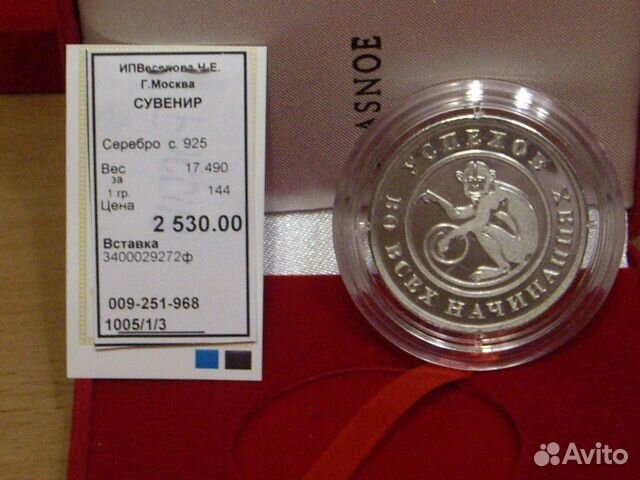 ИПВеселова Ч.Е.
Г.Москва
СУВЕНИР
Серебро с. 925
Вес 17.490
за
1 гр. 144
Цена
2 530.00
Вставка
3400029272ф
009-251-968
1005/1/3
ASNOE
УСПЕХОВ
ВО ВСЕХ НАЧИНАНИЯХ
Avito